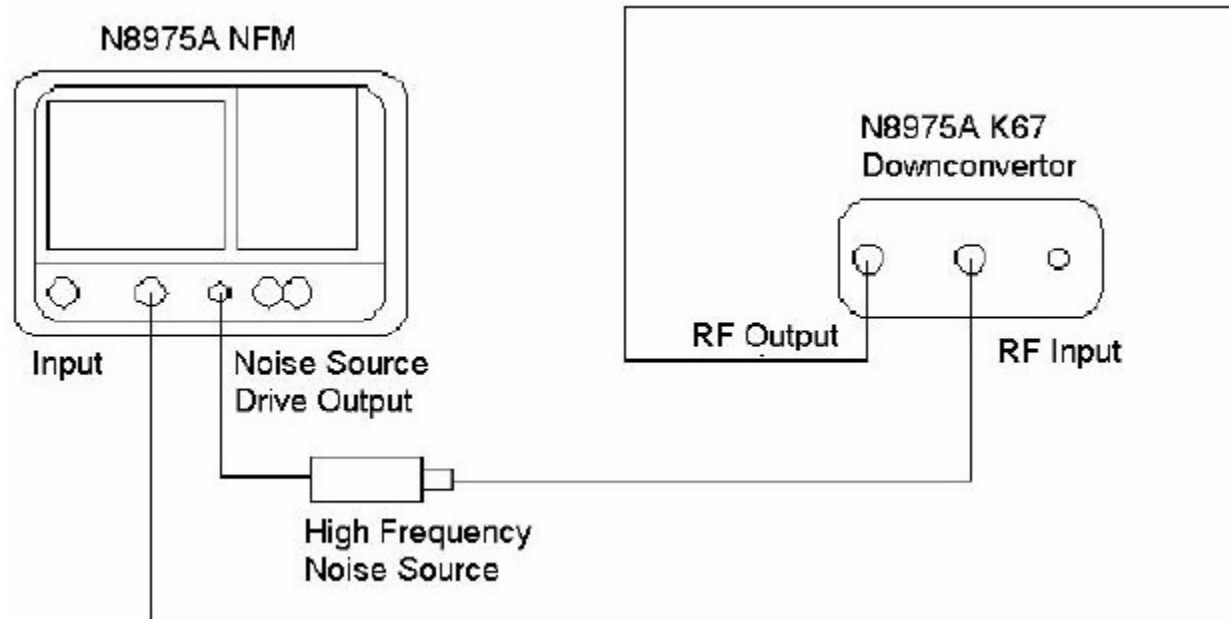 N8975A NFM
N8975A K67
Downconvertor
RF Output
RF Input
Input
Noise Source
Drive Output
High Frequency
Noise Source